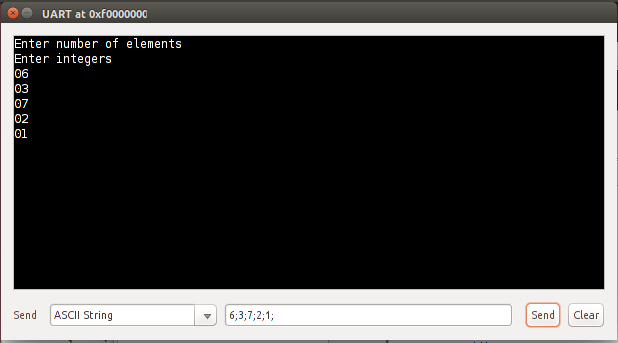 UART at 0xf0000000
Enter number of elements
Enter integers
06
03
07
02
01
Send ASCII String 6;3;7;2;1; Send Clear